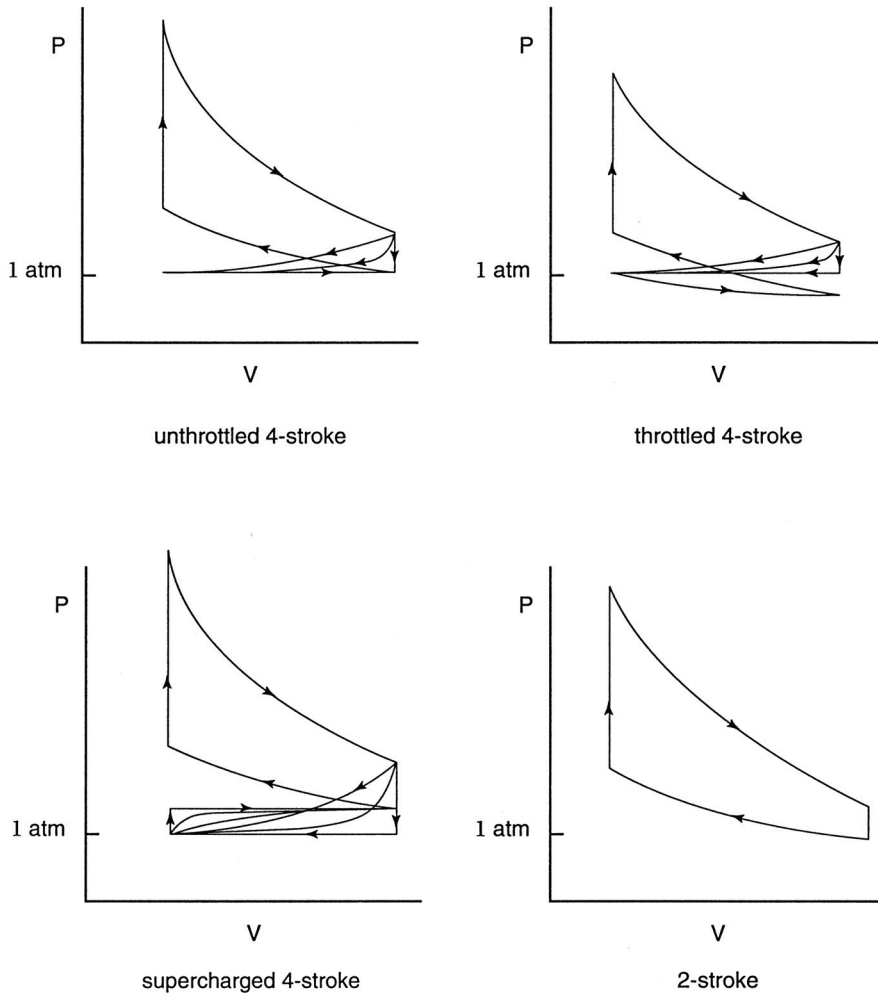 P
1 atm
V
unthrottled 4-stroke
P
1 atm
V
throttled 4-stroke
P
1 atm
V
supercharged 4-stroke
P
1 atm
V
2-stroke